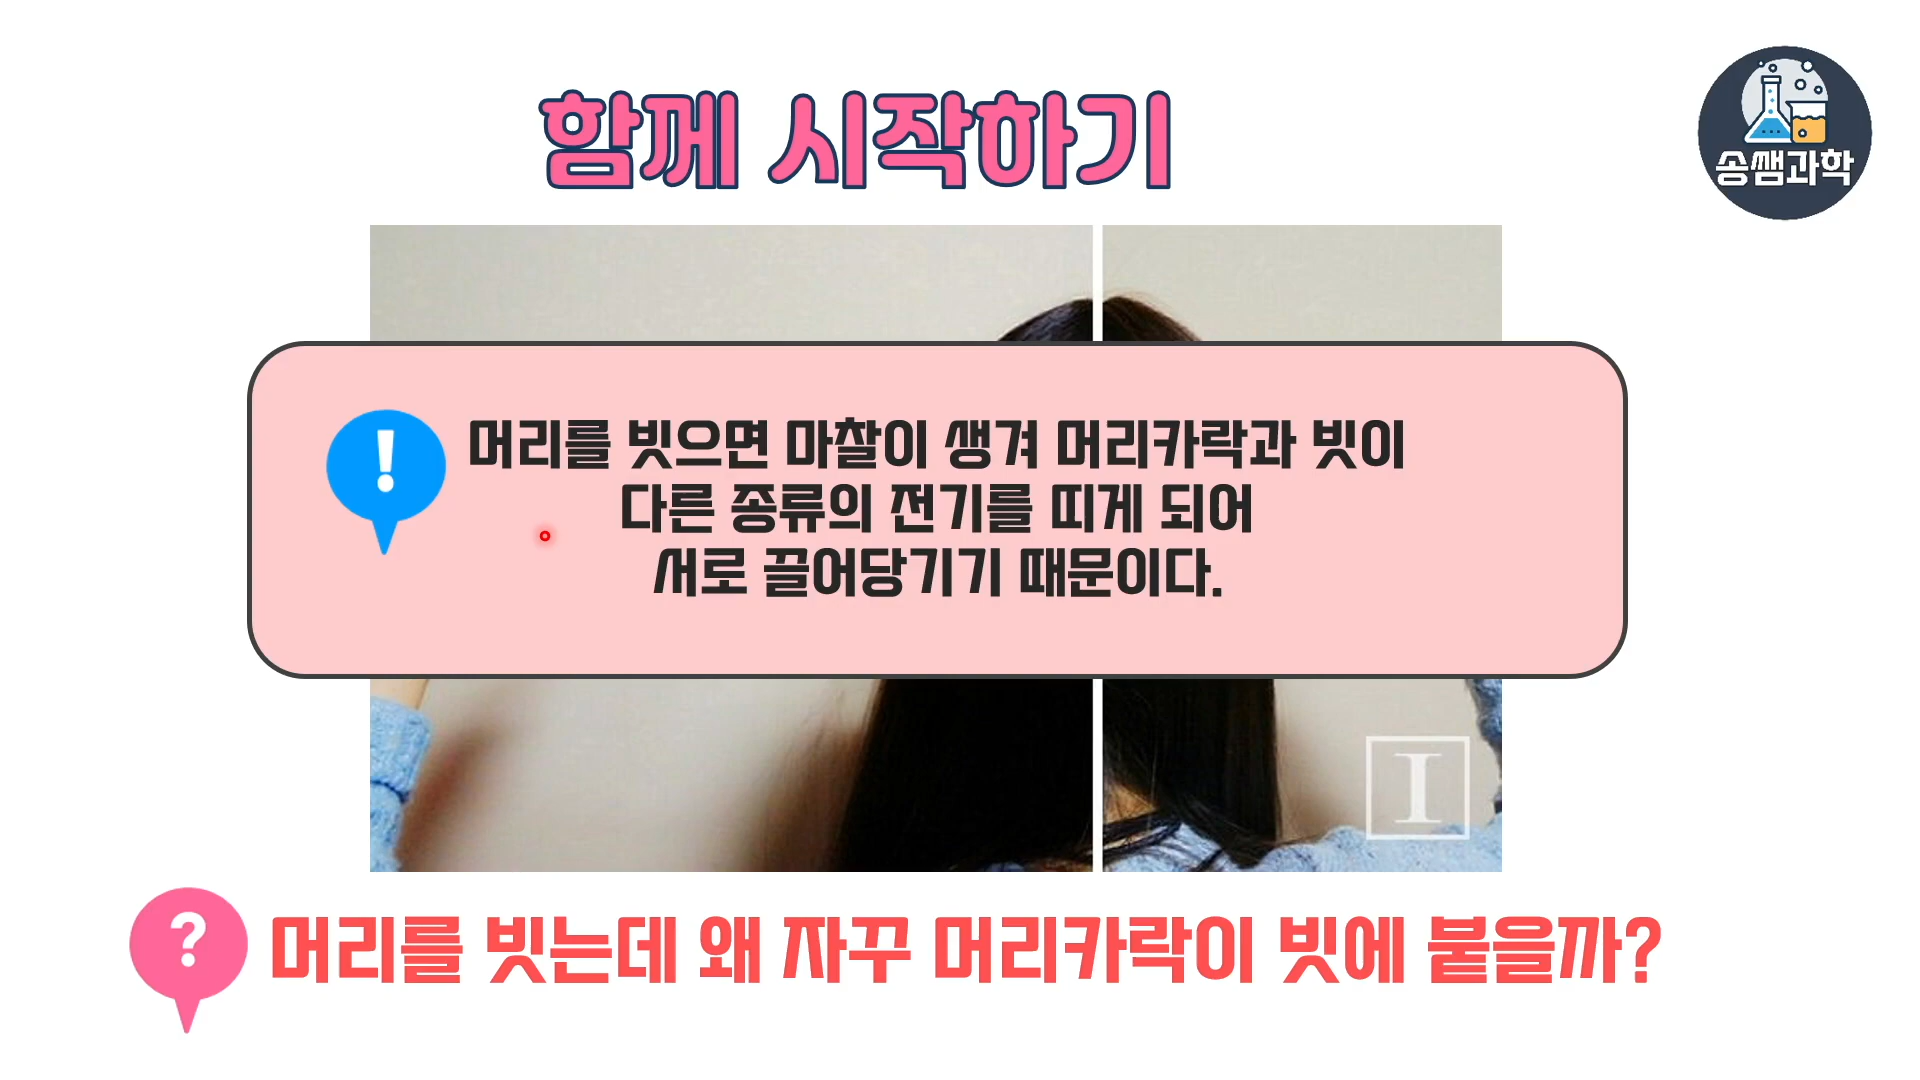 함께 시작하기
송쌤과학
! 머리를 빗으면 마찰이 생겨 머리카락과 빗이
다른 종류의 전기를 띠게 되어
서로 끌어당기기 때문이다.
I
? 머리를 빗는데 왜 자꾸 머리카락이 빗에 붙을까?